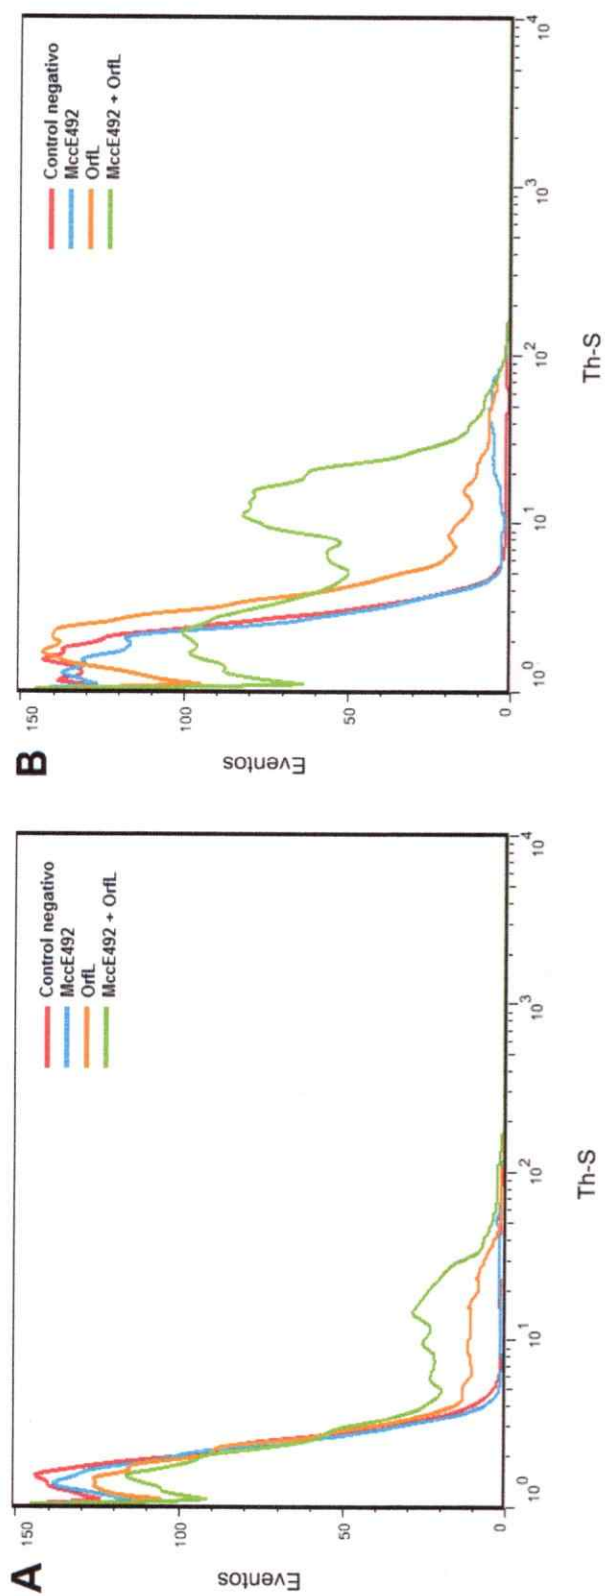 A
Eventos
150
100
50
0
10^0
10^1
10^2
10^3
10^4
Th-S
Control negativo
MccE492
OrfL
MccE492 + OrfL
B
Eventos
150
100
50
0
10^0
10^1
10^2
10^3
10^4
Th-S
Control negativo
MccE492
OrfL
MccE492 + OrfL